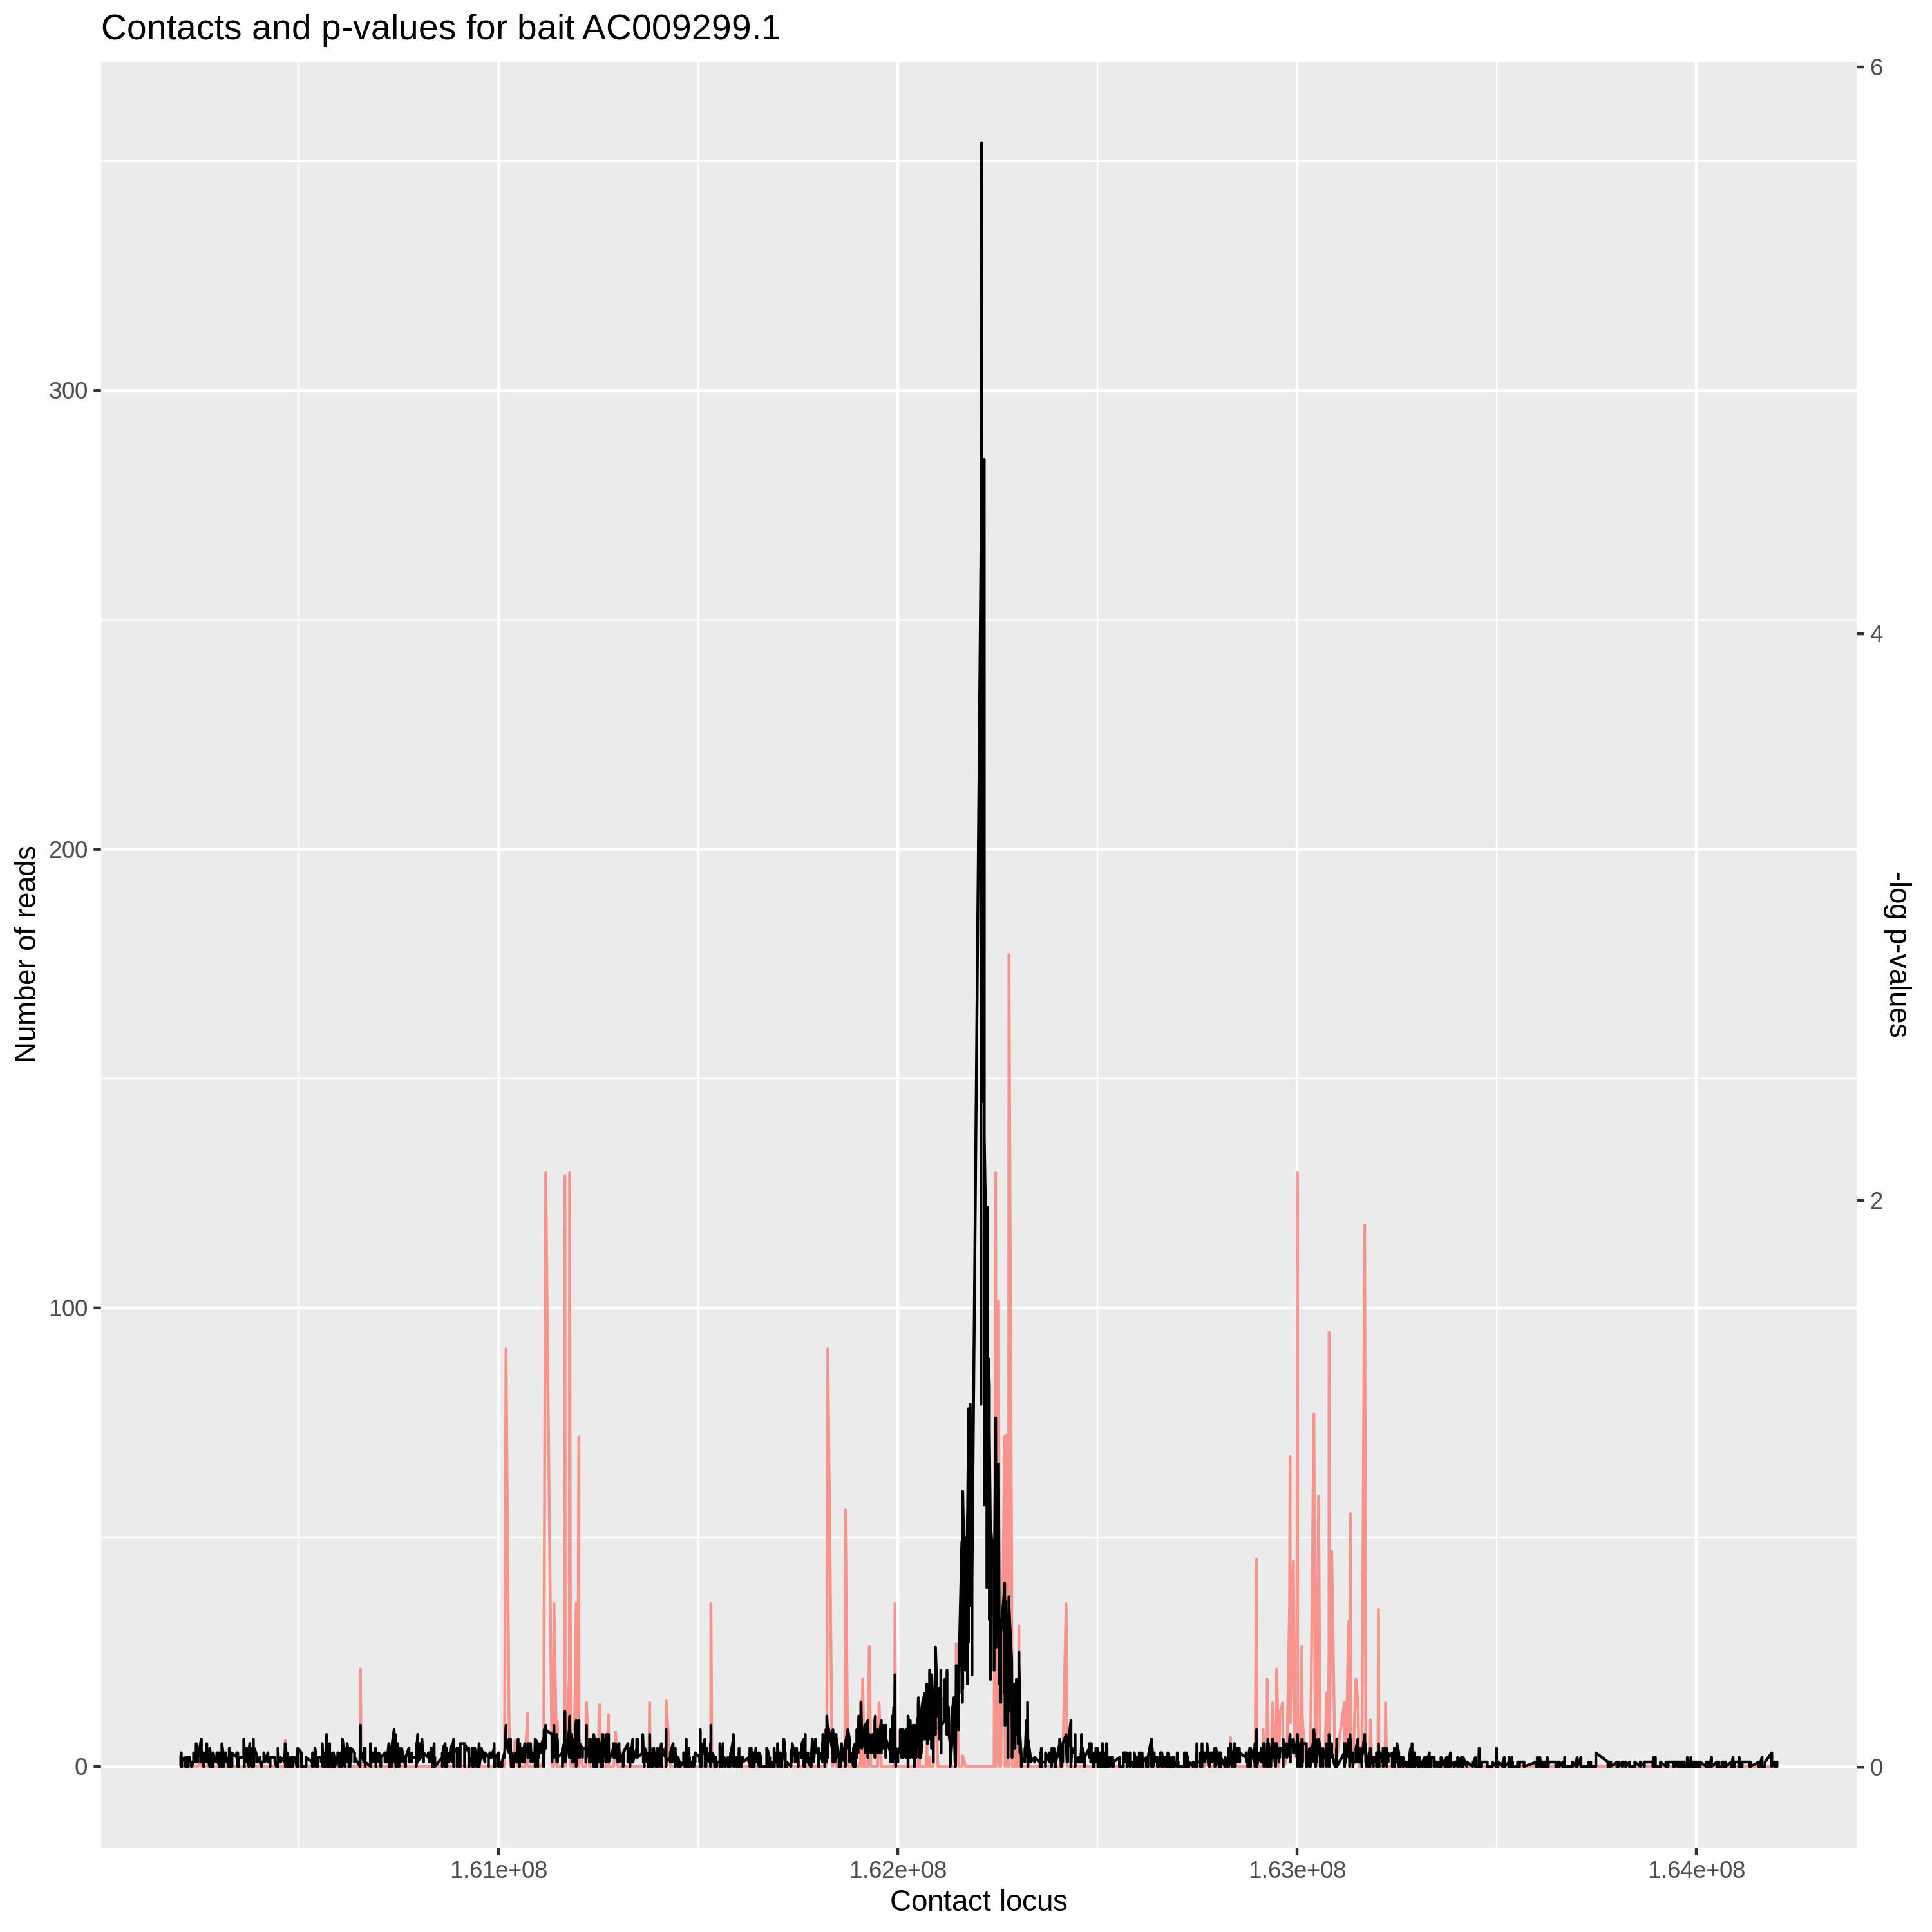 Contacts and p-values for bait AC009299.1
6
300
4
200
Number of reads
-log p-values
2
100
0
0
1.61e+08
1.62e+08
1.63e+08
1.64e+08
Contact locus